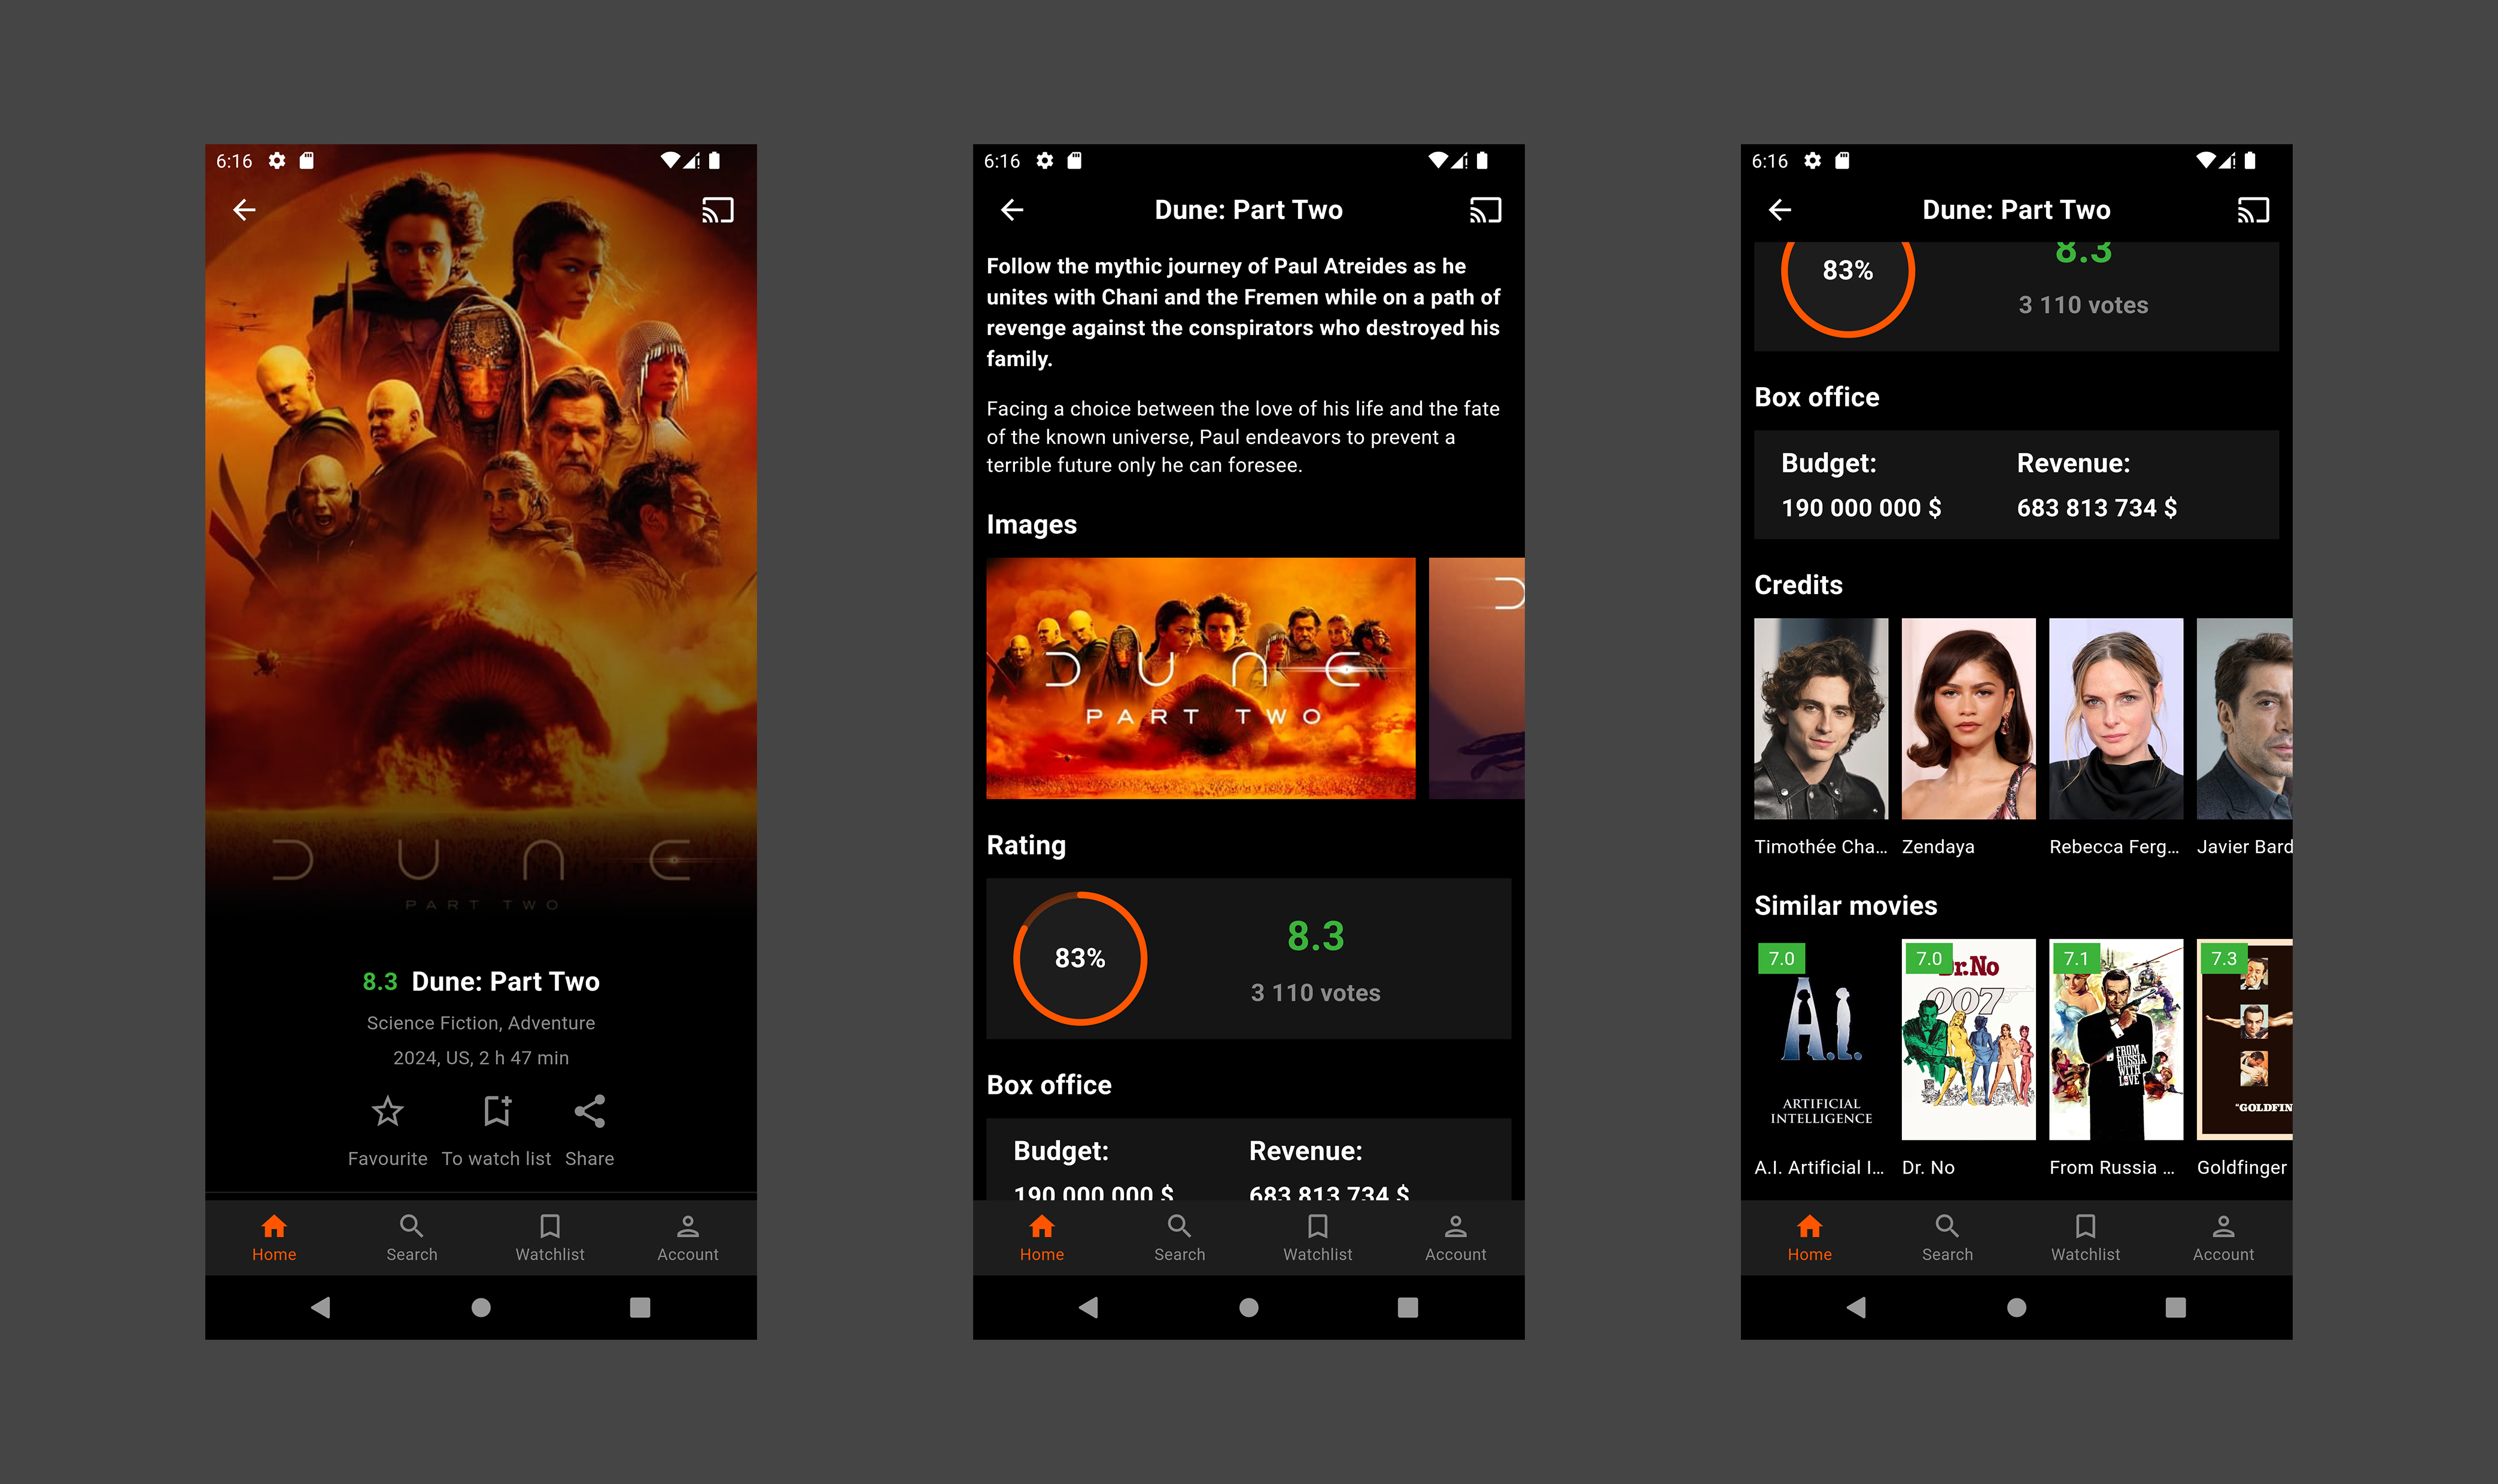 6:16
DUNE
PART TWO
8.3 Dune: Part Two
Science Fiction, Adventure
2024, US, 2 h 47 min
Favourite To watch list Share
Home Search Watchlist Account
6:16
Dune: Part Two
Follow the mythic journey of Paul Atreides as he
unites with Chani and the Fremen while on a path of
revenge against the conspirators who destroyed his
family.
Facing a choice between the love of his life and the fate
of the known universe, Paul endeavors to prevent a
terrible future only he can foresee.
Images
DUNE
PART TWO
Rating
83%
8.3
3 110 votes
Box office
Budget: Revenue:
190 000 000 $ 683 813 734 $
Home Search Watchlist Account
6:16
Dune: Part Two
83%
8.3
3 110 votes
Box office
Budget: Revenue:
190 000 000 $ 683 813 734 $
Credits
Timothée Cha... Zendaya Rebecca Ferg... Javier Bard
Similar movies
7.0 7.0 7.1 7.3
A.I.
ARTIFICIAL
INTELLIGENCE
Dr.No
007
FROM
RUSSIA
WITH
LOVE
"GOLDFIN
A.I. Artificial I... Dr. No From Russia ... Goldfinger
Home Search Watchlist Account